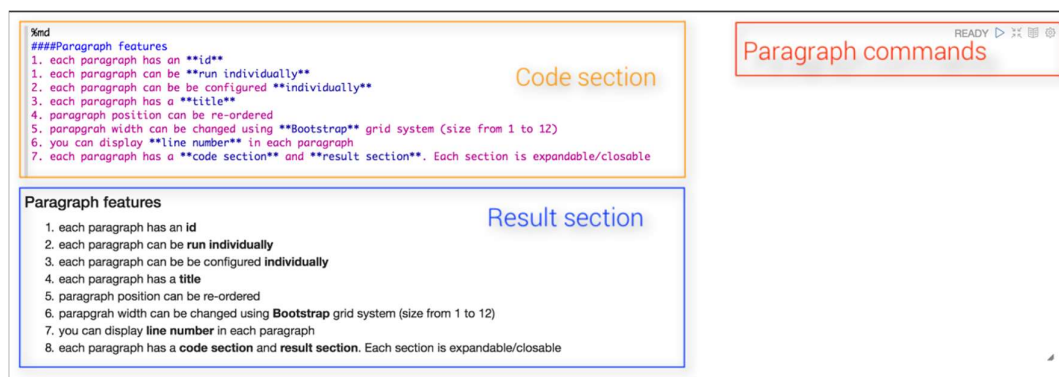 %md
####Paragraph features
1. each paragraph has an **id**
1. each paragraph can be **run individually**
2. each paragraph can be be configured **individually**
3. each paragraph has a **title**
4. paragraph position can be re-ordered
5. parapgrah width can be changed using **Bootstrap** grid system (size from 1 to 12)
6. you can display **line number** in each paragraph
7. each paragraph has a **code section** and **result section**. Each section is expandable/closable
Code section
READY
Paragraph commands
Paragraph features
1. each paragraph has an id
2. each paragraph can be run individually
3. each paragraph can be be configured individually
4. each paragraph has a title
5. paragraph position can be re-ordered
6. parapgrah width can be changed using Bootstrap grid system (size from 1 to 12)
7. you can display line number in each paragraph
8. each paragraph has a code section and result section. Each section is expandable/closable
Result section